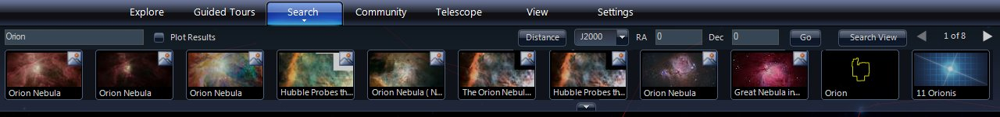 Explore Guided Tours Search Community Telescope View Settings
Orion Plot Results Distance J2000 RA 0 Dec 0 Go Search View 1 of 8
Orion Nebula Orion Nebula Orion Nebula Hubble Probes th... Orion Nebula ( N... The Orion Nebul... Hubble Probes th... Orion Nebula Great Nebula in... Orion 11 Orionis